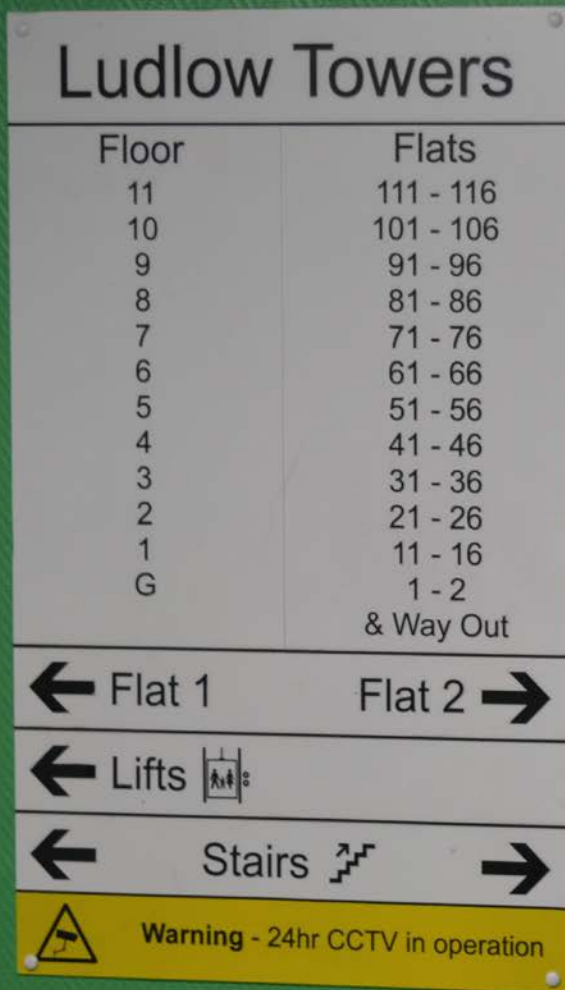 Ludlow Towers
Floor Flats
11 111 - 116
10 101 - 106
9 91 - 96
8 81 - 86
7 71 - 76
6 61 - 66
5 51 - 56
4 41 - 46
3 31 - 36
2 21 - 26
1 11 - 16
G 1 - 2
& Way Out
Flat 1 Flat 2
Lifts
Stairs
Warning - 24hr CCTV in operation